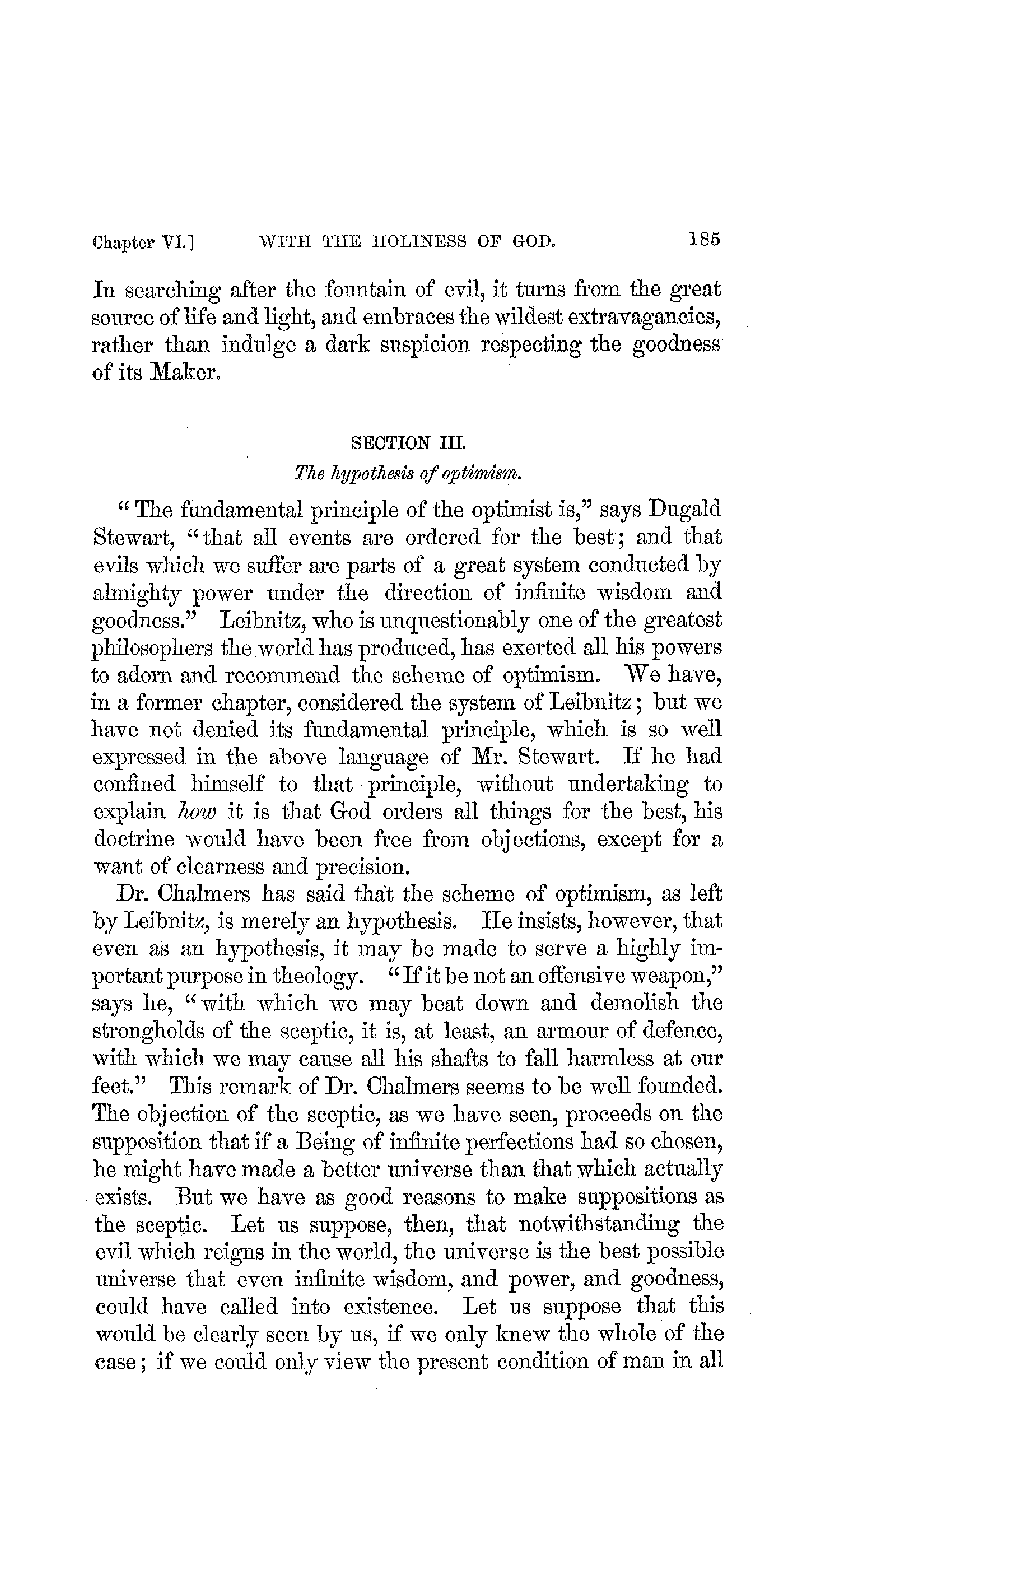 Chapter VI.] WITH THE HOLINESS OF GOD. 185
In searching after the fountain of evil, it turns from the great
source of life and light, and embraces the wildest extravagancies,
rather than indulge a dark suspicion respecting the goodness
of its Maker.
SECTION III.
The hypothesis of optimism.
“The fundamental principle of the optimist is,” says Dugald
Stewart, “that all events are ordered for the best; and that
evils which we suffer are parts of a great system conducted by
almighty power under the direction of infinite wisdom and
goodness.” Leibnitz, who is unquestionably one of the greatest
philosophers the world has produced, has exerted all his powers
to adorn and recommend the scheme of optimism. We have,
in a former chapter, considered the system of Leibnitz; but we
have not denied its fundamental principle, which is so well
expressed in the above language of Mr. Stewart. If he had
confined himself to that principle, without undertaking to
explain how it is that God orders all things for the best, his
doctrine would have been free from objections, except for a
want of clearness and precision.
Dr. Chalmers has said that the scheme of optimism, as left
by Leibnitz, is merely an hypothesis. He insists, however, that
even as an hypothesis, it may be made to serve a highly im-
portant purpose in theology. “If it be not an offensive weapon,”
says he, “with which we may beat down and demolish the
strongholds of the sceptic, it is, at least, an armour of defence,
with which we may cause all his shafts to fall harmless at our
feet.” This remark of Dr. Chalmers seems to be well founded.
The objection of the sceptic, as we have seen, proceeds on the
supposition that if a Being of infinite perfections had so chosen,
he might have made a better universe than that which actually
exists. But we have as good reasons to make suppositions as
the sceptic. Let us suppose, then, that notwithstanding the
evil which reigns in the world, the universe is the best possible
universe that even infinite wisdom, and power, and goodness,
could have called into existence. Let us suppose that this
would be clearly seen by us, if we only knew the whole of the
case; if we could only view the present condition of man in all